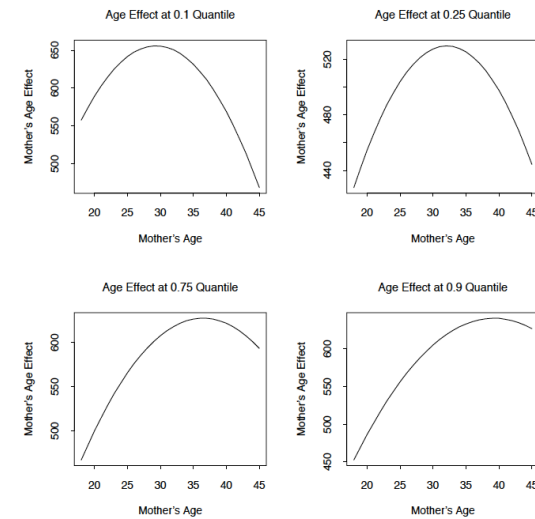 Age Effect at 0.1 Quantile
Mother's Age Effect
650
600
550
500
20 25 30 35 40 45
Mother's Age
Age Effect at 0.25 Quantile
Mother's Age Effect
520
480
440
20 25 30 35 40 45
Mother's Age
Age Effect at 0.75 Quantile
Mother's Age Effect
600
550
500
20 25 30 35 40 45
Mother's Age
Age Effect at 0.9 Quantile
Mother's Age Effect
600
550
500
450
20 25 30 35 40 45
Mother's Age